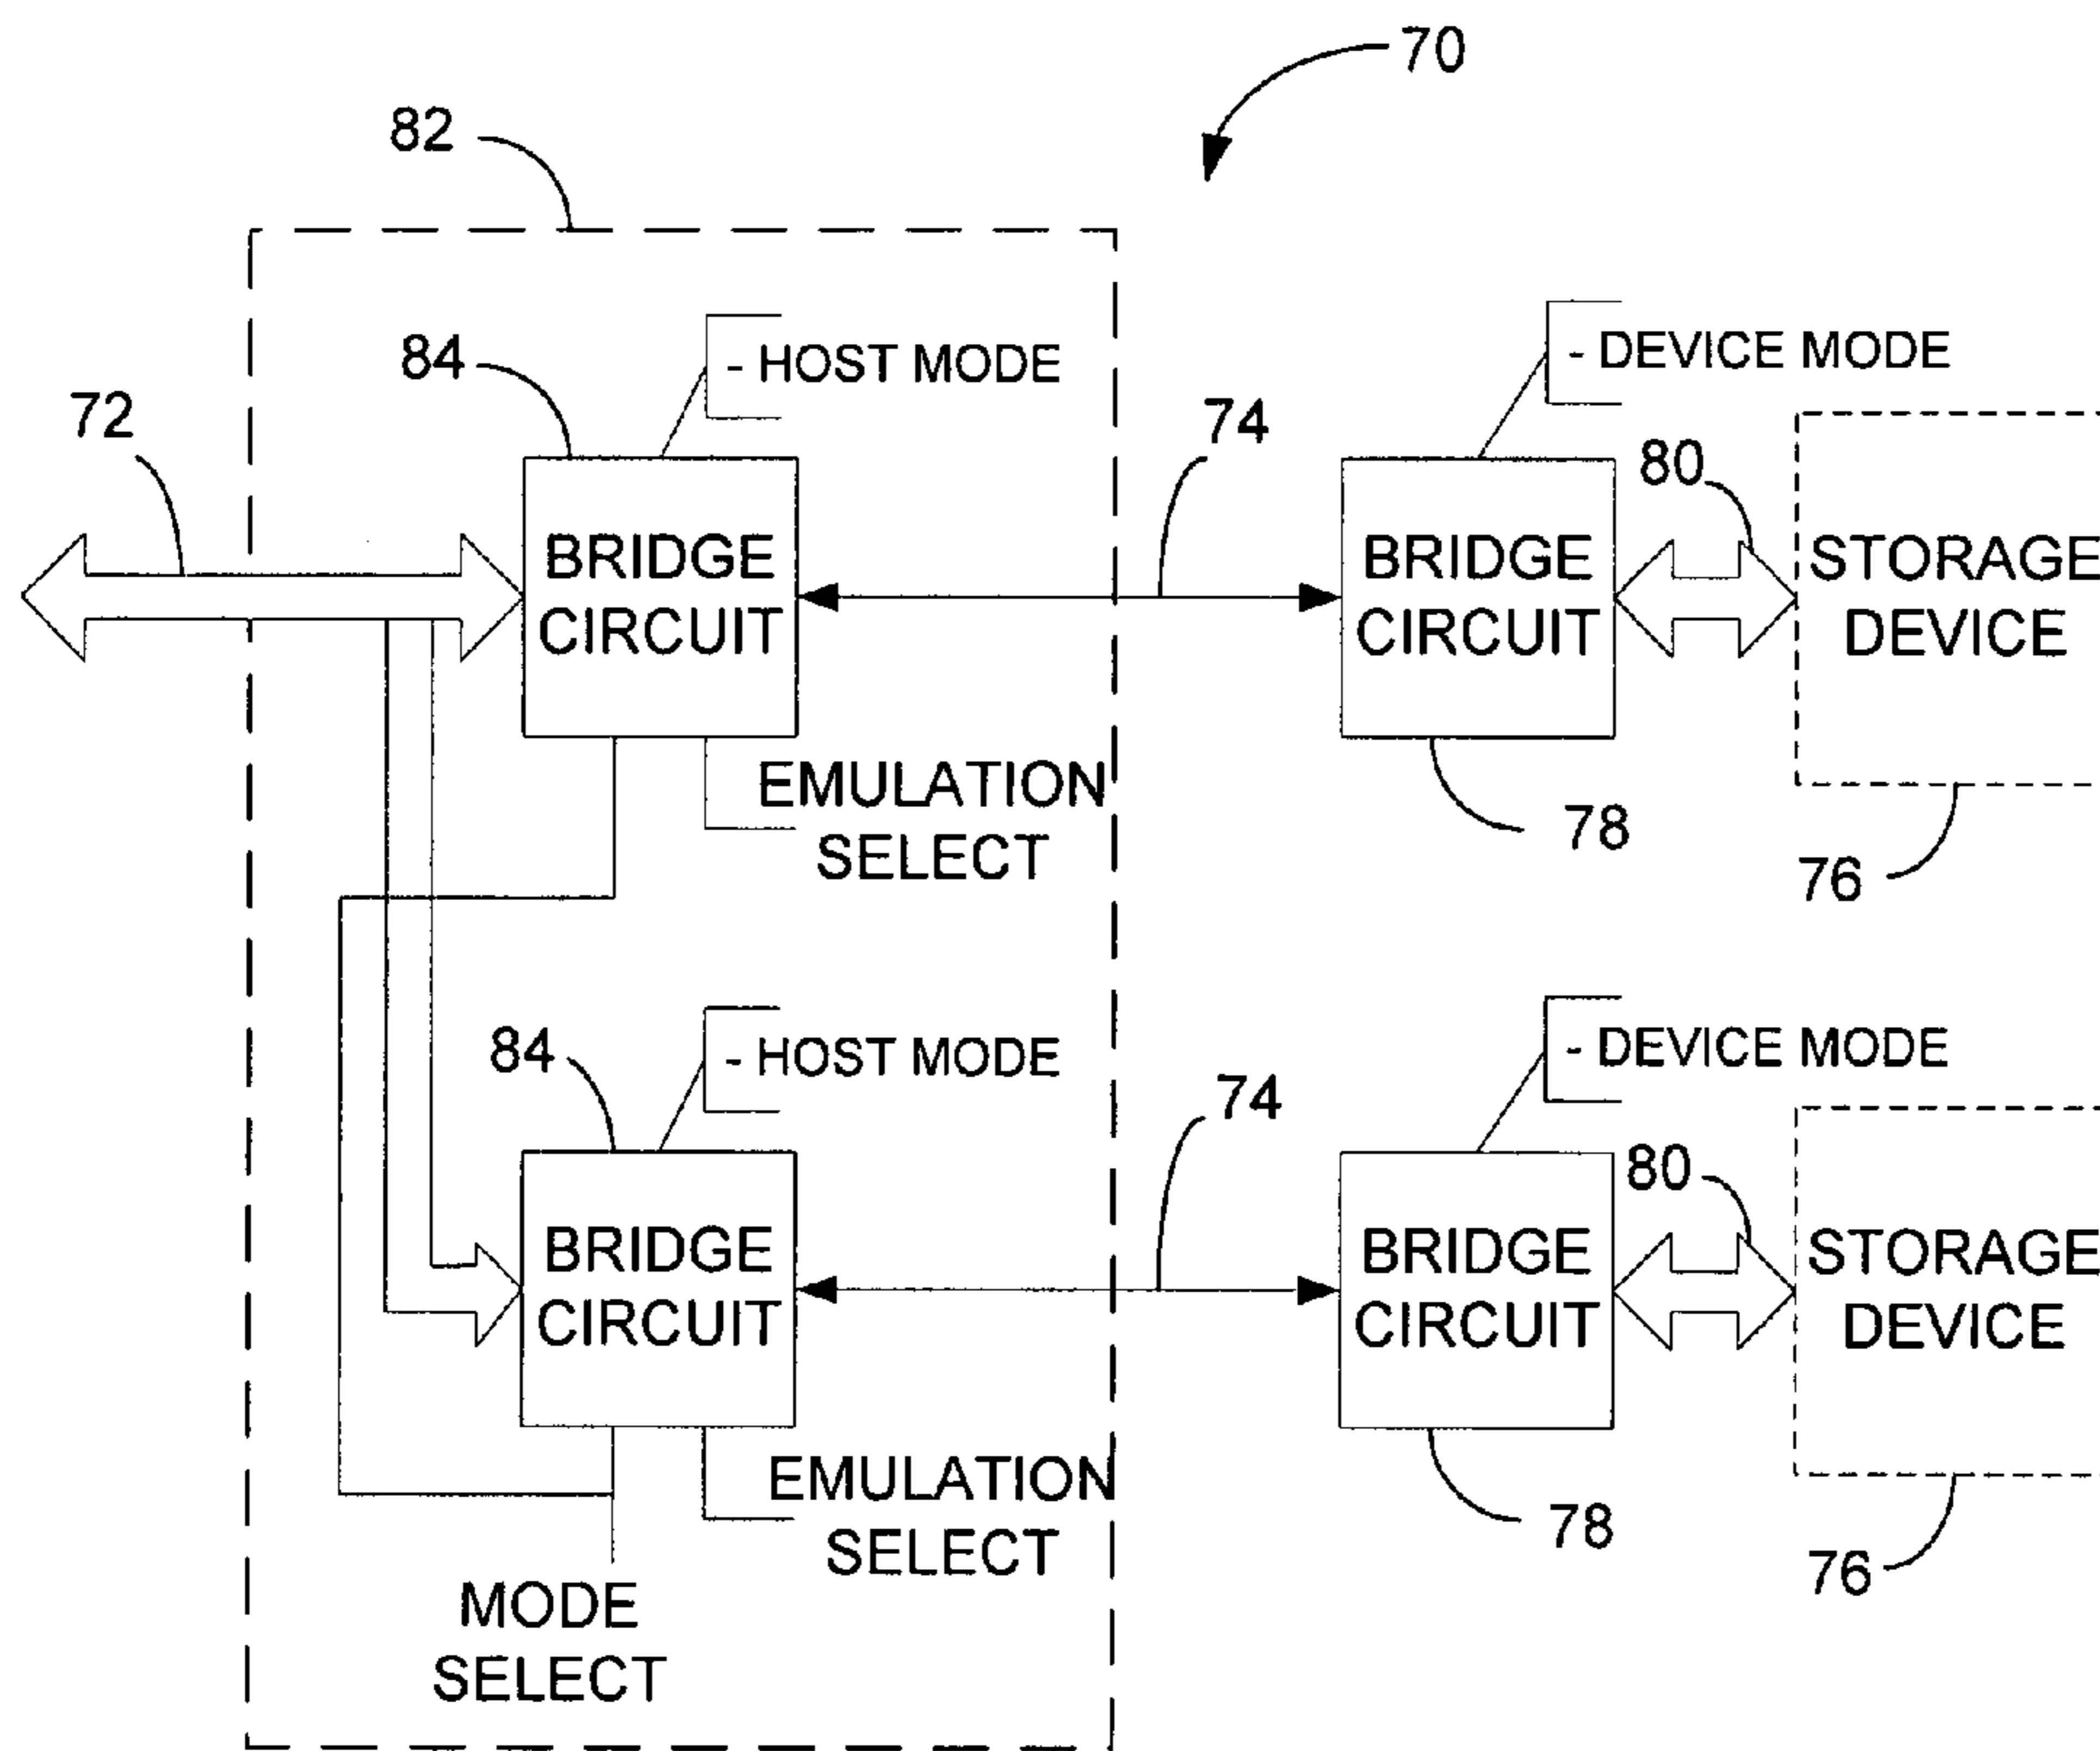 70
82
84
- HOST MODE
- DEVICE MODE
72
74
80
BRIDGE
CIRCUIT
BRIDGE
CIRCUIT
STORAGE
DEVICE
EMULATION
SELECT
78
76
84
- HOST MODE
- DEVICE MODE
74
80
BRIDGE
CIRCUIT
BRIDGE
CIRCUIT
STORAGE
DEVICE
EMULATION
SELECT
78
76
MODE
SELECT